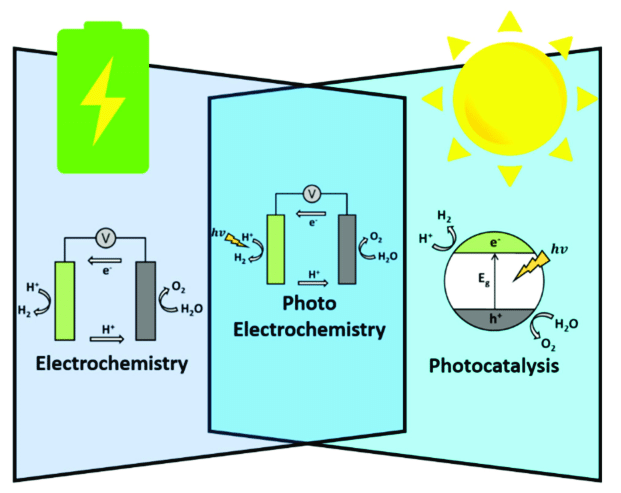 V
e⁻
H⁺
H₂
O₂
H₂O
H⁺
Electrochemistry
V
e⁻
hν
H⁺
H₂
O₂
H₂O
H⁺
Photo
Electrochemistry
H₂
H⁺
e⁻
hν
E_g
h⁺
H₂O
O₂
Photocatalysis